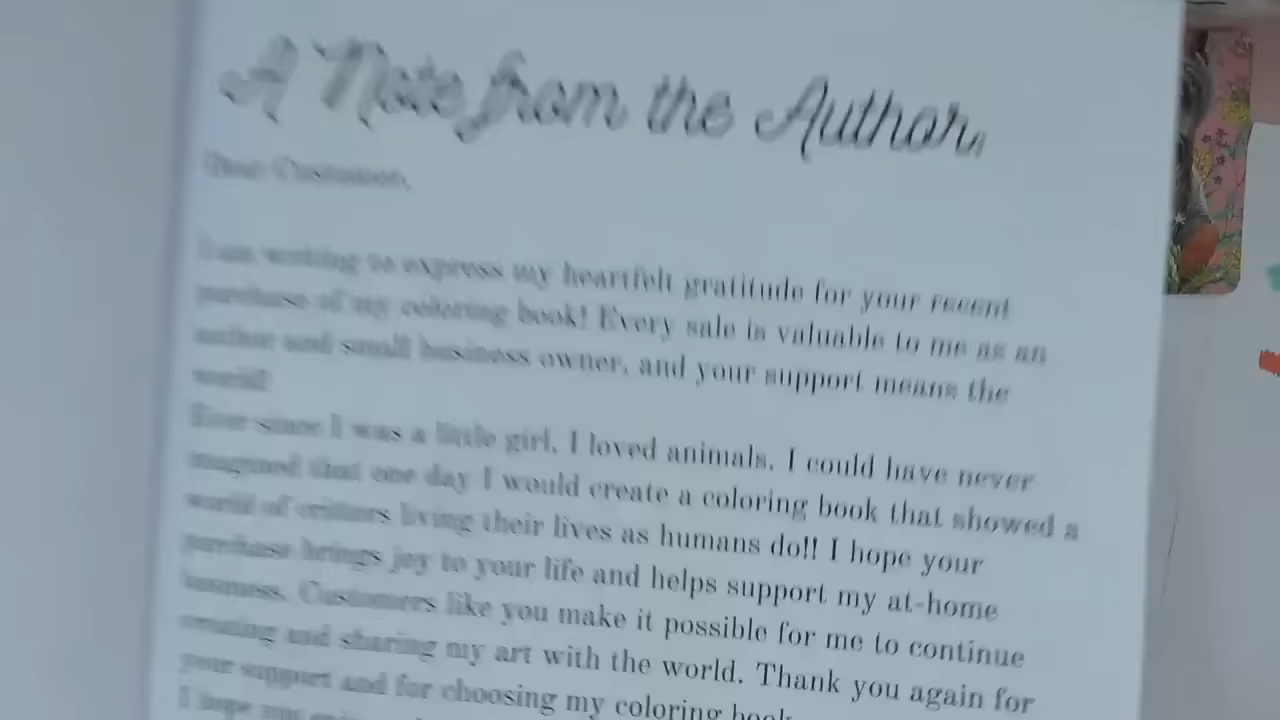 A Note from the Author,
Dear Customer,
I am writing to express my heartfelt gratitude for your recent
purchase of my coloring book! Every sale is valuable to me as an
author and small business owner, and your support means the
world!
Ever since I was a little girl, I loved animals. I could have never
imagined that one day I would create a coloring book that showed a
world of critters living their lives as humans do!! I hope your
purchase brings joy to your life and helps support my at-home
business. Customers like you make it possible for me to continue
creating and sharing my art with the world. Thank you again for
your support and for choosing my coloring book
I hope you